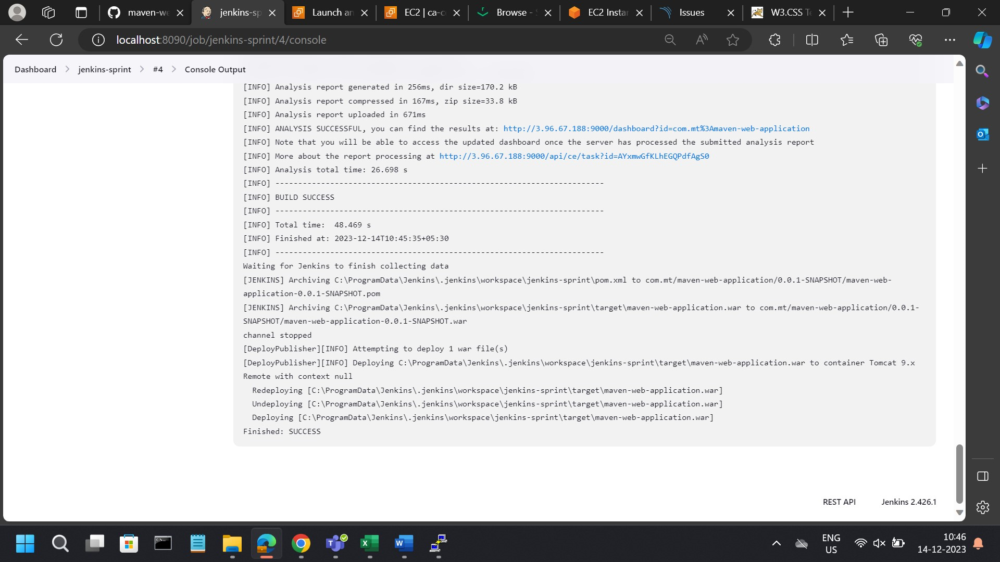 maven-we
jenkins-sp
Launch an
EC2 | ca-c
Browse - S
EC2 Instan
Issues
W3.CSS Te
localhost:8090/job/jenkins-sprint/4/console
Dashboard > jenkins-sprint > #4 > Console Output
[INFO] Analysis report generated in 256ms, dir size=170.2 kB
[INFO] Analysis report compressed in 167ms, zip size=33.8 kB
[INFO] Analysis report uploaded in 671ms
[INFO] ANALYSIS SUCCESSFUL, you can find the results at: http://3.96.67.188:9000/dashboard?id=com.mt%3Amaven-web-application
[INFO] Note that you will be able to access the updated dashboard once the server has processed the submitted analysis report
[INFO] More about the report processing at http://3.96.67.188:9000/api/ce/task?id=AYxmwGfKLhEGQPdfAgS0
[INFO] Analysis total time: 26.698 s
[INFO] ------------------------------------------------------------------------
[INFO] BUILD SUCCESS
[INFO] ------------------------------------------------------------------------
[INFO] Total time:  48.469 s
[INFO] Finished at: 2023-12-14T10:45:35+05:30
[INFO] ------------------------------------------------------------------------
Waiting for Jenkins to finish collecting data
[JENKINS] Archiving C:\ProgramData\Jenkins\.jenkins\workspace\jenkins-sprint\pom.xml to com.mt/maven-web-application/0.0.1-SNAPSHOT/maven-web-
application-0.0.1-SNAPSHOT.pom
[JENKINS] Archiving C:\ProgramData\Jenkins\.jenkins\workspace\jenkins-sprint\target\maven-web-application.war to com.mt/maven-web-application/0.0.1-
SNAPSHOT/maven-web-application-0.0.1-SNAPSHOT.war
channel stopped
[DeployPublisher][INFO] Attempting to deploy 1 war file(s)
[DeployPublisher][INFO] Deploying C:\ProgramData\Jenkins\.jenkins\workspace\jenkins-sprint\target\maven-web-application.war to container Tomcat 9.x
Remote with context null
  Redeploying [C:\ProgramData\Jenkins\.jenkins\workspace\jenkins-sprint\target\maven-web-application.war]
  Undeploying [C:\ProgramData\Jenkins\.jenkins\workspace\jenkins-sprint\target\maven-web-application.war]
  Deploying [C:\ProgramData\Jenkins\.jenkins\workspace\jenkins-sprint\target\maven-web-application.war]
Finished: SUCCESS
REST API
Jenkins 2.426.1
ENG
US
10:46
14-12-2023